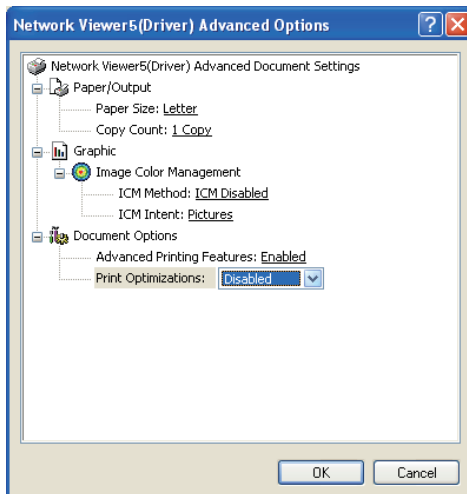 Network Viewer5(Driver) Advanced Options
Network Viewer5(Driver) Advanced Document Settings
Paper/Output
Paper Size: Letter
Copy Count: 1 Copy
Graphic
Image Color Management
ICM Method: ICM Disabled
ICM Intent: Pictures
Document Options
Advanced Printing Features: Enabled
Print Optimizations: Disabled
OK Cancel